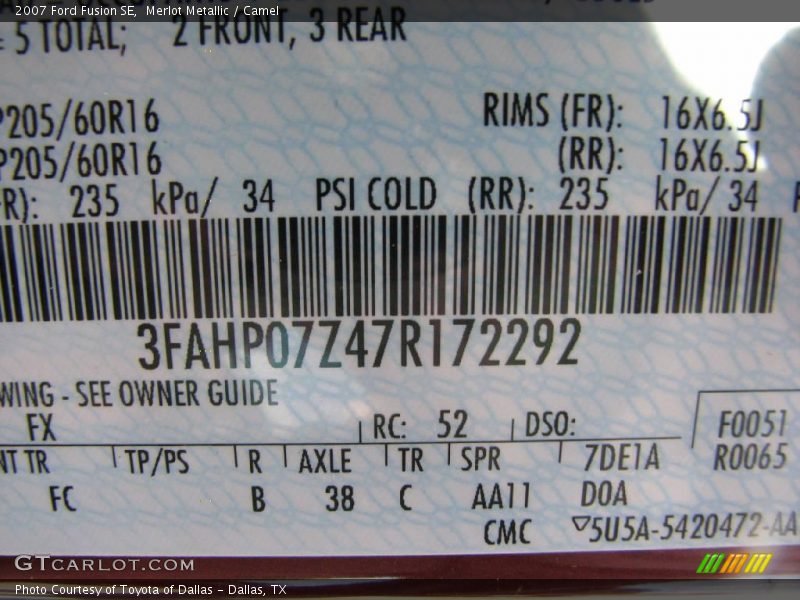 2007 Ford Fusion SE, Merlot Metallic / Camel
= 5 TOTAL; 2 FRONT, 3 REAR
P205/60R16 RIMS (FR): 16X6.5J
P205/60R16 (RR): 16X6.5J
FR): 235 kPa/ 34 PSI COLD (RR): 235 kPa/ 34
3FAHP07Z47R172292
WING - SEE OWNER GUIDE
FX RC: 52 DSO: F0051
NT TR TP/PS R AXLE TR SPR 7DE1A R0065
FC B 38 C AA11 D0A
CMC ▽5U5A-5420472-AA
GTCARLOT.COM
Photo Courtesy of Toyota of Dallas - Dallas, TX